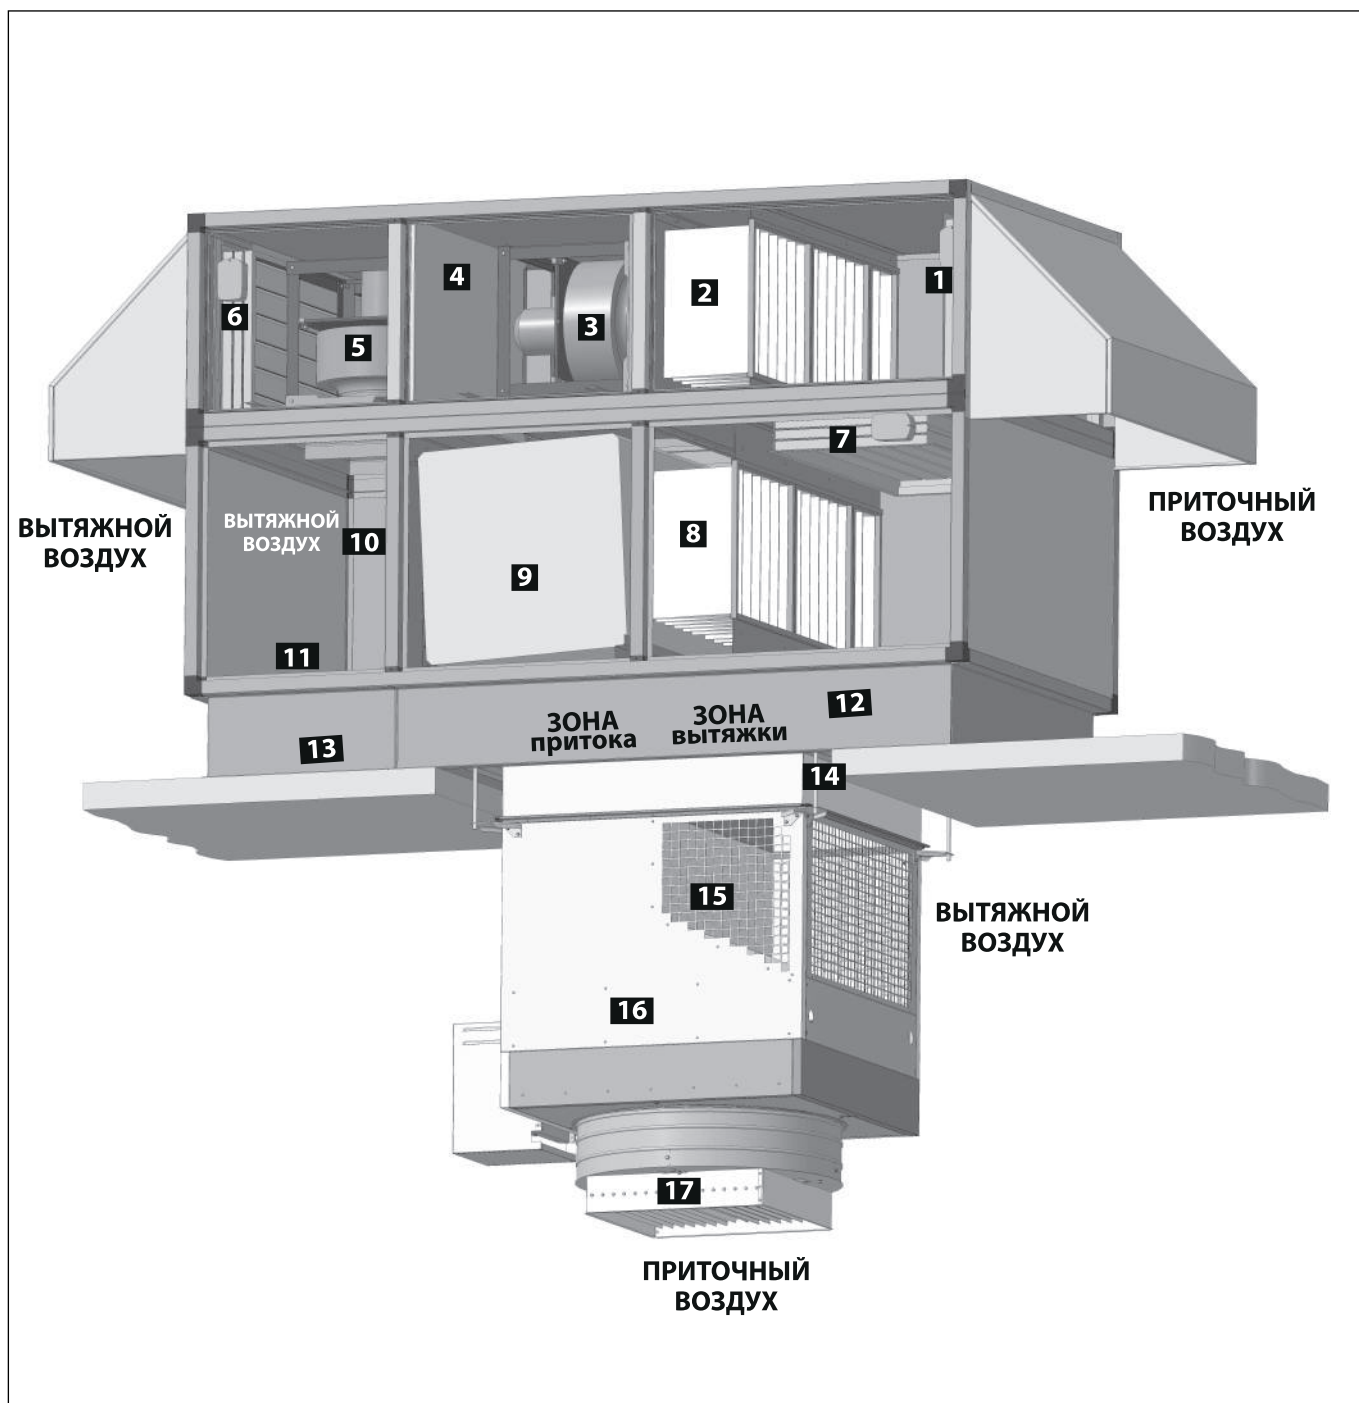 4
2
1
6
5
3
7
ВЫТЯЖНОЙ
ВОЗДУХ
ВЫТЯЖНОЙ
ВОЗДУХ
10
9
8
ПРИТОЧНЫЙ
ВОЗДУХ
11
12
13
ЗОНА
притока
ЗОНА
вытяжки
14
15
ВЫТЯЖНОЙ
ВОЗДУХ
16
17
ПРИТОЧНЫЙ
ВОЗДУХ